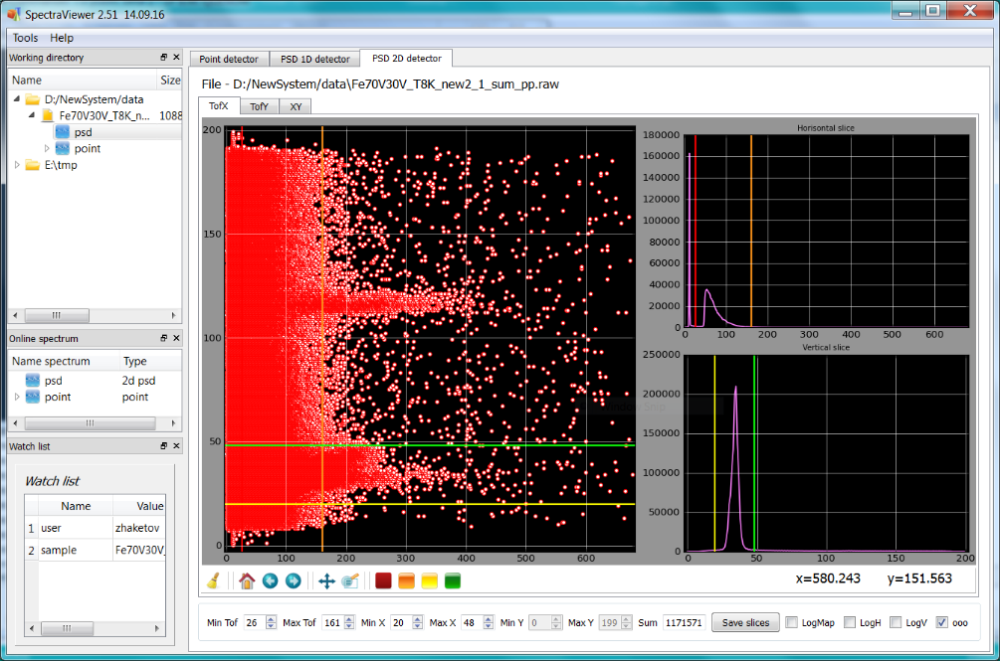 SpectraViewer 2.51 14.09.16
Tools Help
Working directory
Name Size
D:/NewSystem/data
Fe70V30V_T8K_n... 1088
psd
point
E:\tmp
Online spectrum
Name spectrum Type
psd 2d psd
point point
Watch list
Watch list
Name Value
1 user zhaketov
2 sample Fe70V30V_
Point detector PSD 1D detector PSD 2D detector
File - D:/NewSystem/data\Fe70V30V_T8K_new2_1_sum_pp.raw
TofX TofY XY
200
150
100
50
0
0 100 200 300 400 500 600
Horisontal slice
180000
160000
140000
120000
100000
80000
60000
40000
20000
0
0 100 200 300 400 500 600
Vertical slice
250000
200000
150000
100000
50000
0
0 50 100 150 200
x=580.243 y=151.563
Min Tof 26 Max Tof 161 Min X 20 Max X 48 Min Y 0 Max Y 199 Sum 1171571 Save slices LogMap LogH LogV ooo